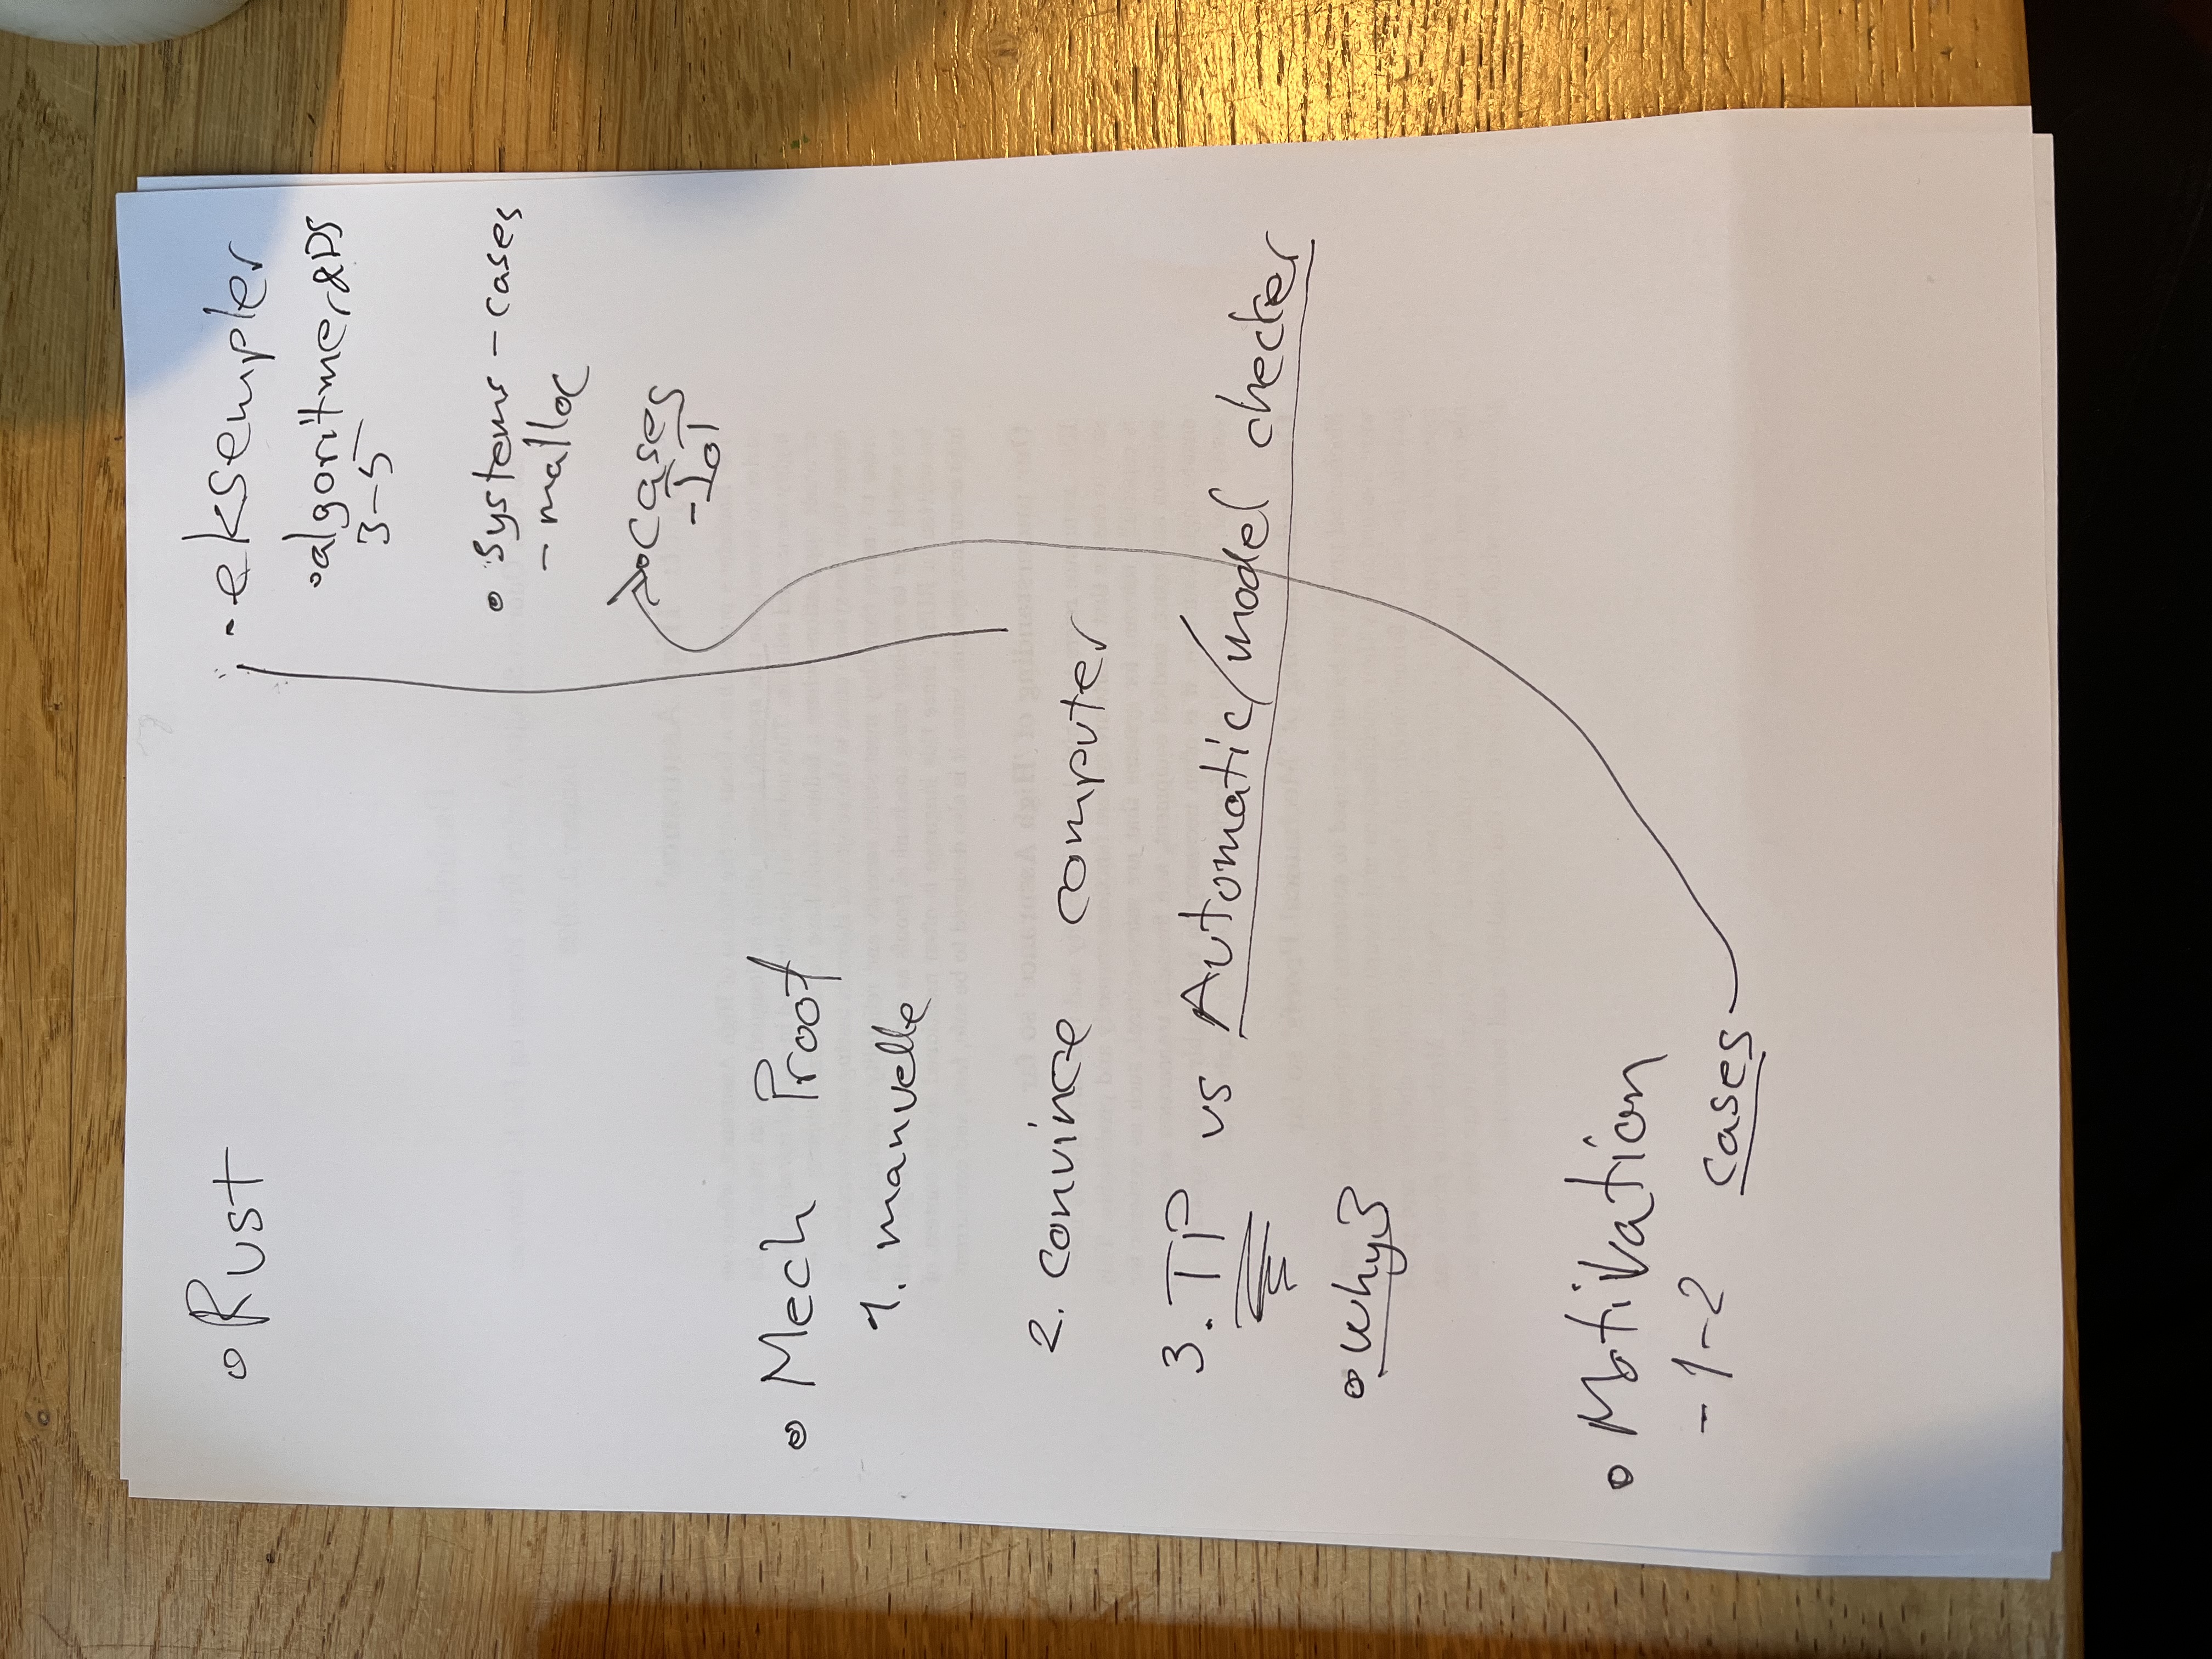 Rust
Mech Proof
1. manuelle
2. convince computer
3. TP vs Automatic/model checker
Why3
Motivation
-1-2 cases
-eksempler
algoritmer&DS
3-5
systems-cases
-malloc
cases
-IoT